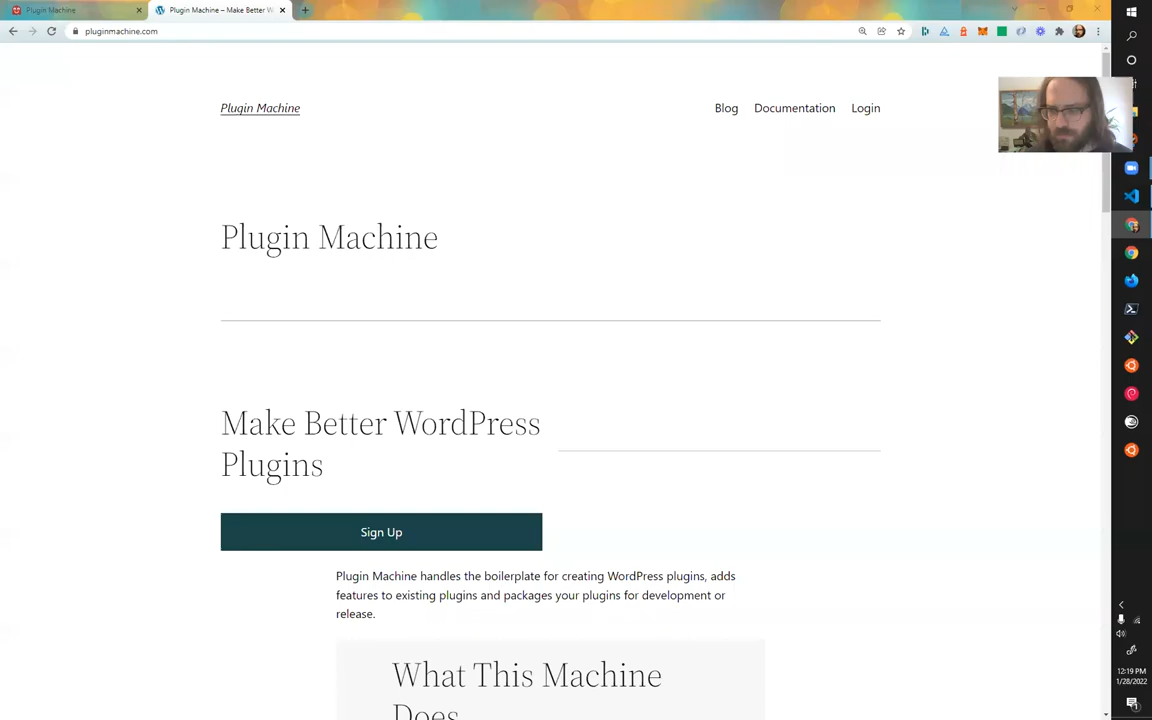 Plugin Machine
Plugin Machine – Make Better W
pluginmachine.com
Plugin Machine
Blog
Documentation
Login
Plugin Machine
Make Better WordPress
Plugins
Sign Up
Plugin Machine handles the boilerplate for creating WordPress plugins, adds
features to existing plugins and packages your plugins for development or
release.
What This Machine
Does
12:19 PM
1/28/2022